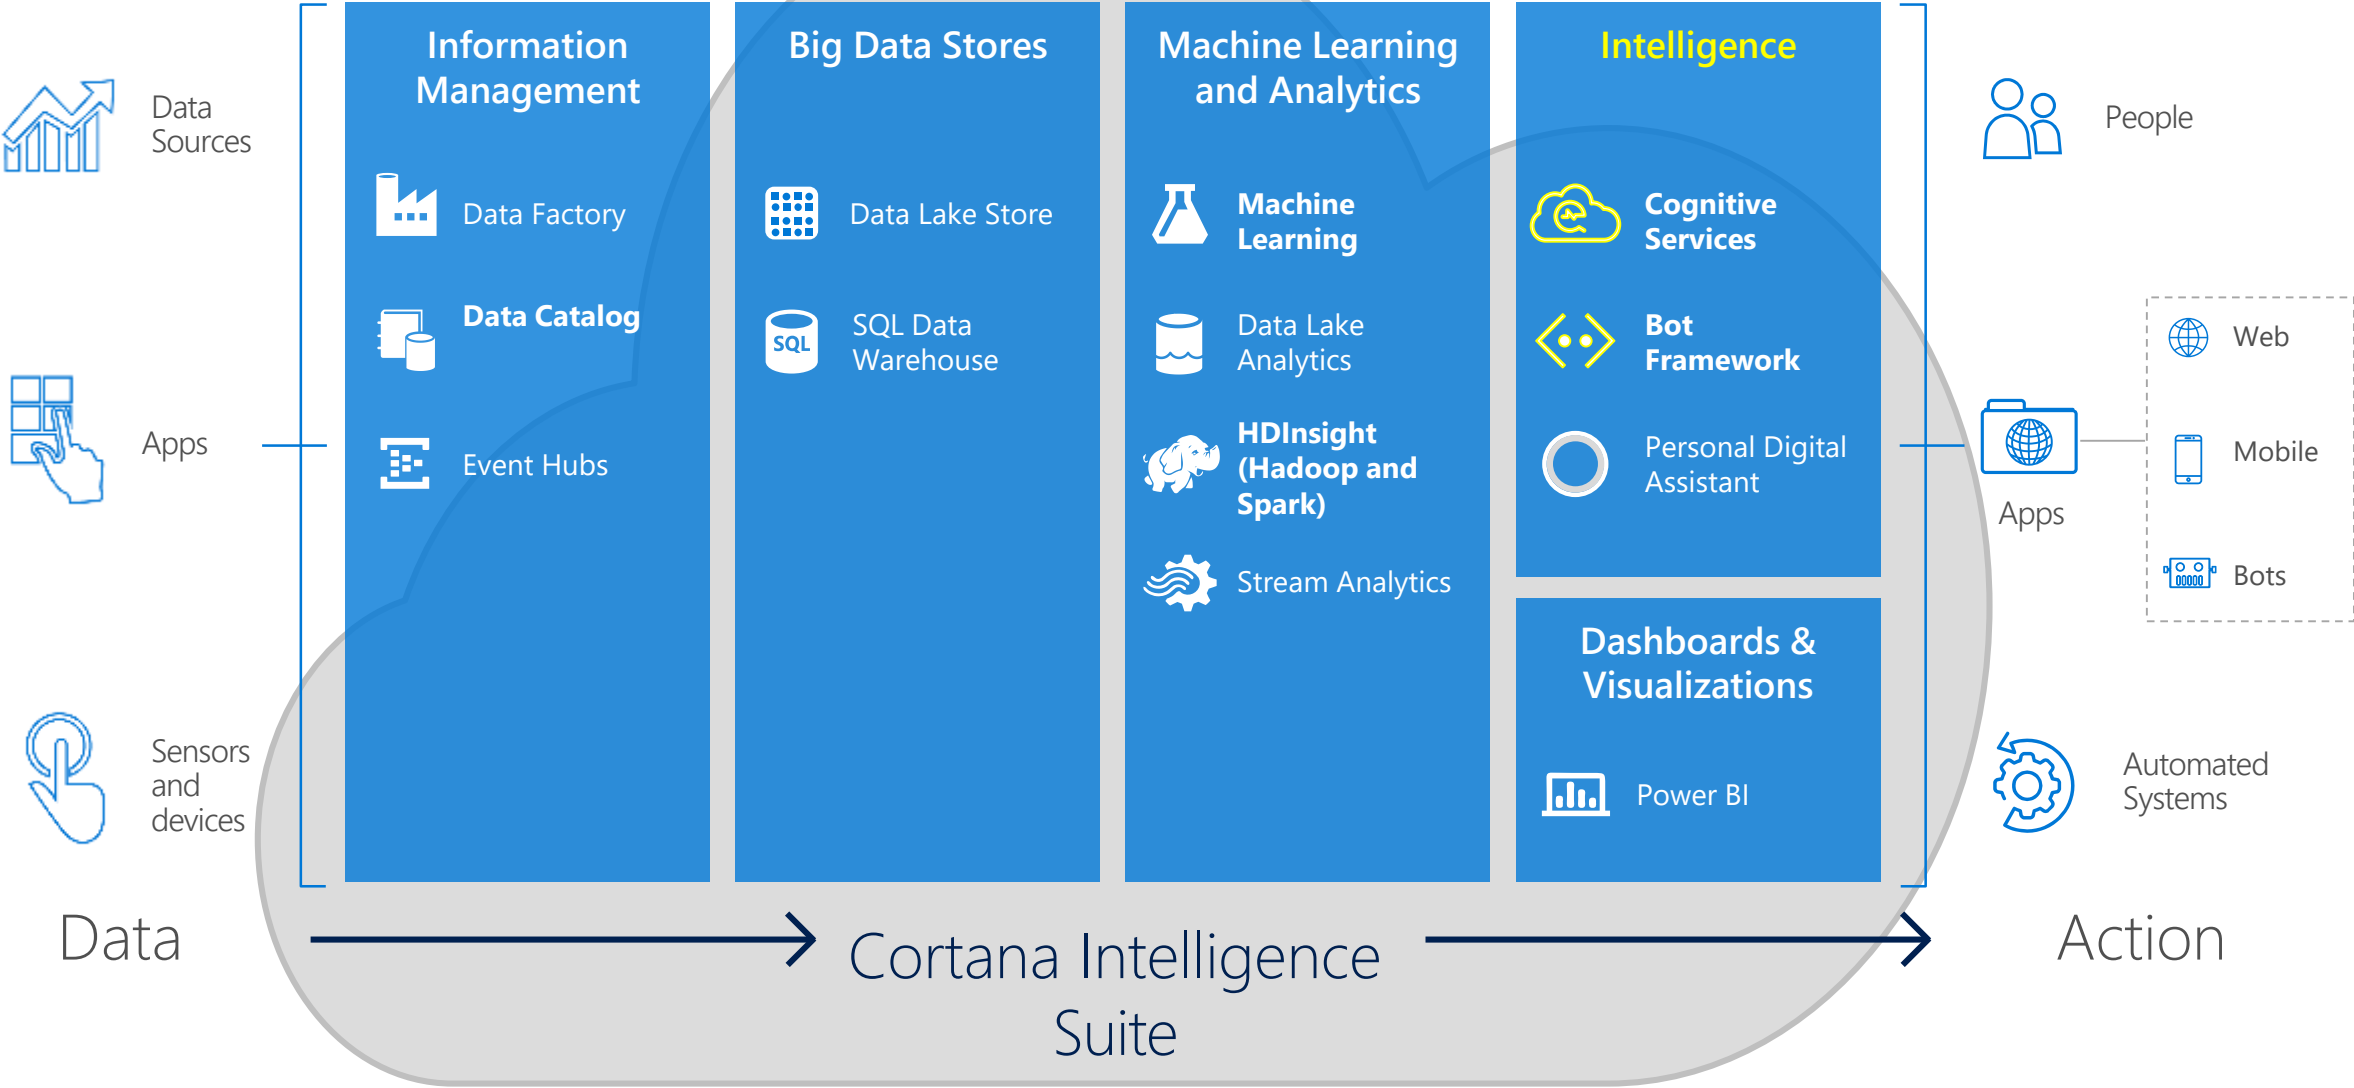 Data
Sources
Apps
Sensors
and
devices
Data
Information
Management
Data Factory
Data Catalog
Event Hubs
Big Data Stores
Data Lake Store
SQL
SQL Data
Warehouse
Machine Learning
and Analytics
Machine
Learning
Data Lake
Analytics
HDInsight
(Hadoop and
Spark)
Stream Analytics
Intelligence
Cognitive
Services
Bot
Framework
Personal Digital
Assistant
Dashboards &
Visualizations
Power BI
Cortana Intelligence
Suite
People
Apps
Web
Mobile
Bots
Automated
Systems
Action